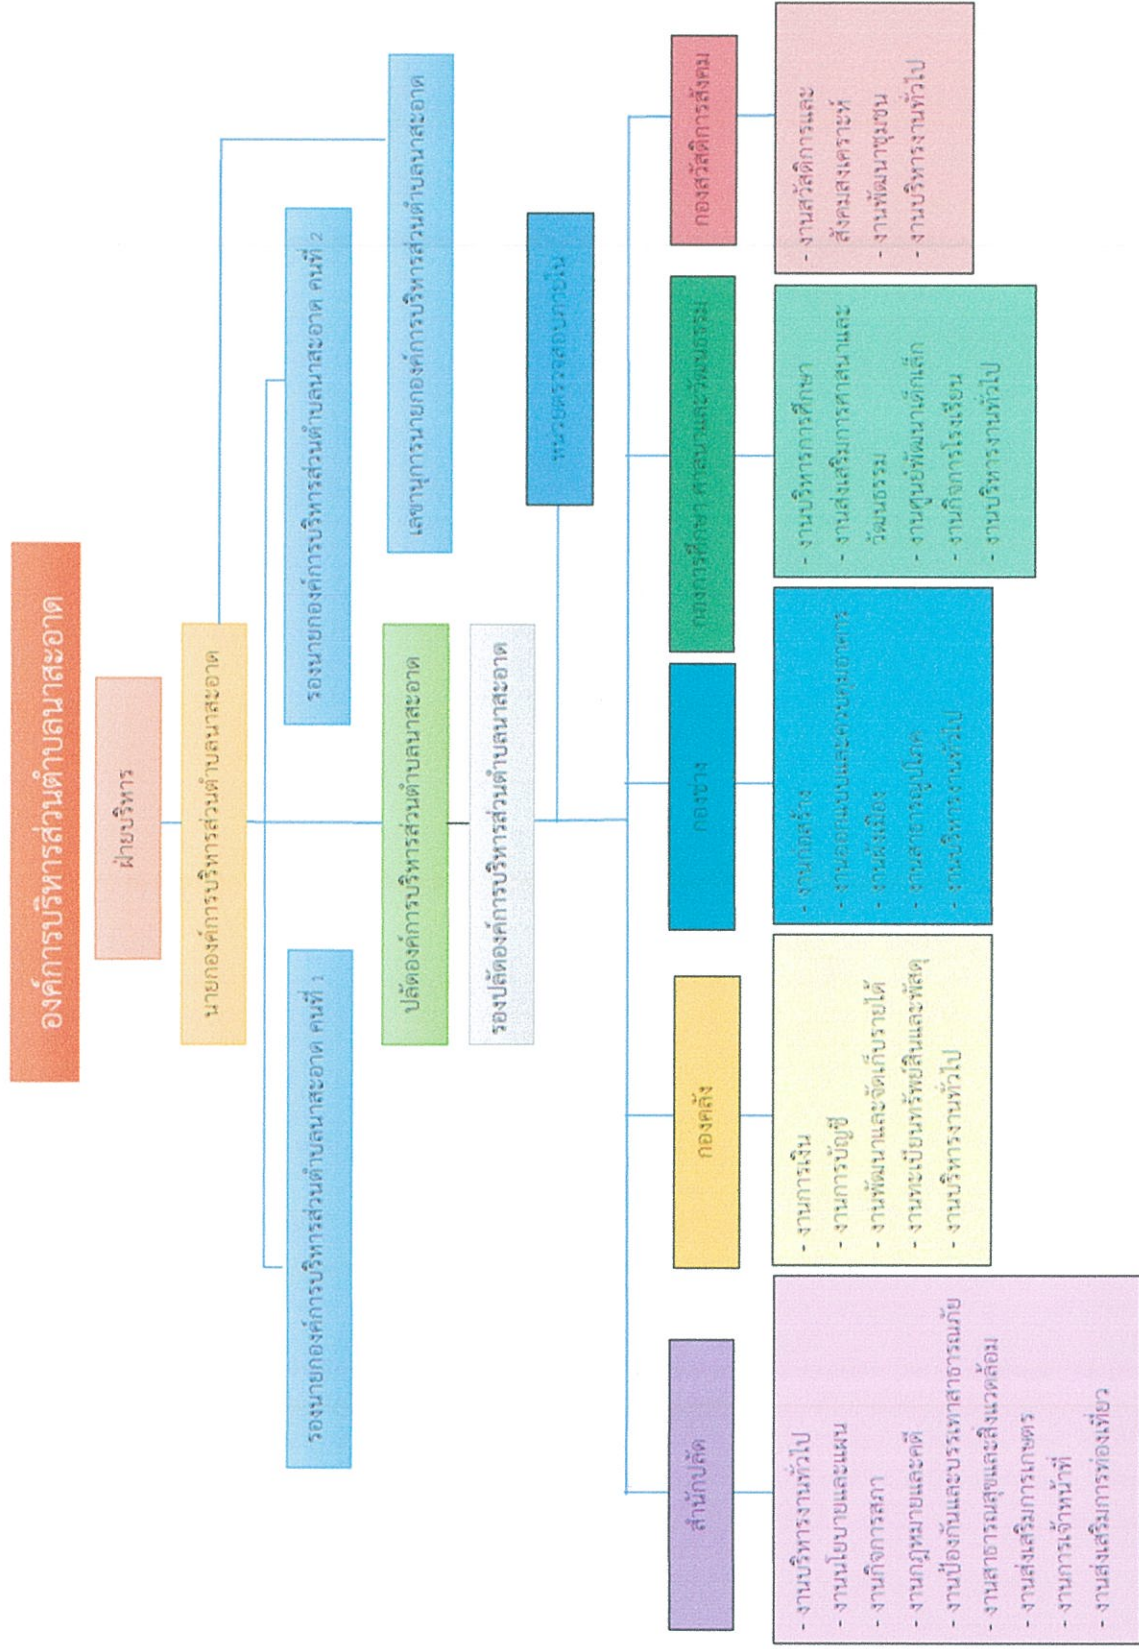 องค์การบริหารส่วนตำบลนาสะอาด
ฝ่ายบริหาร
นายกองค์การบริหารส่วนตำบลนาสะอาด
รองนายกองค์การบริหารส่วนตำบลนาสะอาด คนที่ 1
รองนายกองค์การบริหารส่วนตำบลนาสะอาด คนที่ 2
เลขานุการนายกองค์การบริหารส่วนตำบลนาสะอาด
ปลัดองค์การบริหารส่วนตำบลนาสะอาด
รองปลัดองค์การบริหารส่วนตำบลนาสะอาด
หน่วยตรวจสอบภายใน
สำนักปลัด
- งานบริหารงานทั่วไป
- งานนโยบายและแผน
- งานกิจการสภา
- งานกฎหมายและคดี
- งานป้องกันและบรรเทาสาธารณภัย
- งานสาธารณสุขและสิ่งแวดล้อม
- งานส่งเสริมการเกษตร
- งานการเจ้าหน้าที่
- งานส่งเสริมการท่องเที่ยว
กองคลัง
- งานการเงิน
- งานการบัญชี
- งานพัฒนาและจัดเก็บรายได้
- งานทะเบียนทรัพย์สินและพัสดุ
- งานบริหารงานทั่วไป
กองช่าง
- งานก่อสร้าง
- งานออกแบบและควบคุมอาคาร
- งานผังเมือง
- งานสาธารณูปโภค
- งานบริหารงานทั่วไป
กองการศึกษา ศาสนาและวัฒนธรรม
- งานบริหารการศึกษา
- งานส่งเสริมการศาสนาและ
วัฒนธรรม
- งานศูนย์พัฒนาเด็กเล็ก
- งานกิจการโรงเรียน
- งานบริหารงานทั่วไป
กองสวัสดิการสังคม
- งานสวัสดิการและ
สังคมสงเคราะห์
- งานพัฒนาชุมชน
- งานบริหารงานทั่วไป